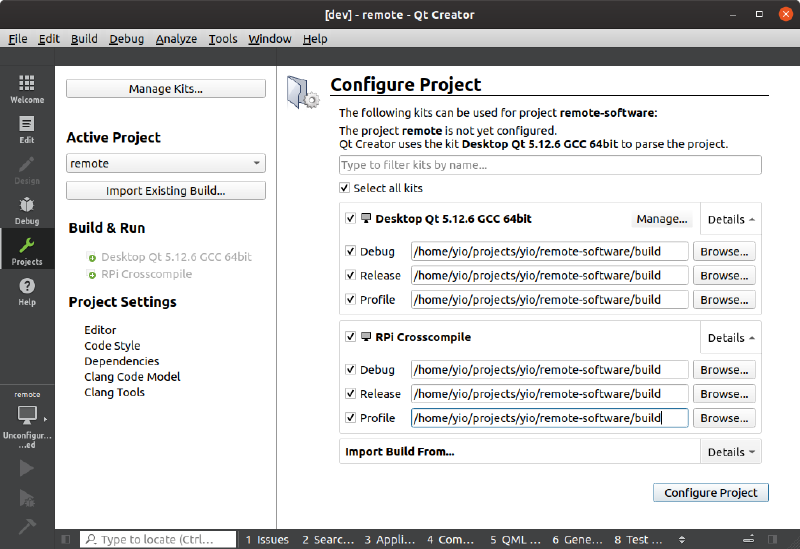 [dev] - remote - Qt Creator
File Edit Build Debug Analyze Tools Window Help
Welcome
Edit
Design
Debug
Projects
Help
remote
Unconfigur...
...ed
Manage Kits...
Active Project
remote
Import Existing Build...
Build & Run
Desktop Qt 5.12.6 GCC 64bit
RPi Crosscompile
Project Settings
Editor
Code Style
Dependencies
Clang Code Model
Clang Tools
Configure Project
The following kits can be used for project remote-software:
The project remote is not yet configured.
Qt Creator uses the kit Desktop Qt 5.12.6 GCC 64bit to parse the project.
Type to filter kits by name...
Select all kits
Desktop Qt 5.12.6 GCC 64bit Manage... Details
Debug /home/yio/projects/yio/remote-software/build Browse...
Release /home/yio/projects/yio/remote-software/build Browse...
Profile /home/yio/projects/yio/remote-software/build Browse...
RPi Crosscompile Details
Debug /home/yio/projects/yio/remote-software/build Browse...
Release /home/yio/projects/yio/remote-software/build Browse...
Profile /home/yio/projects/yio/remote-software/build Browse...
Import Build From... Details
Configure Project
Type to locate (Ctrl... 1 Issues 2 Searc... 3 Appli... 4 Com... 5 QML ... 6 Gene... 8 Test ...